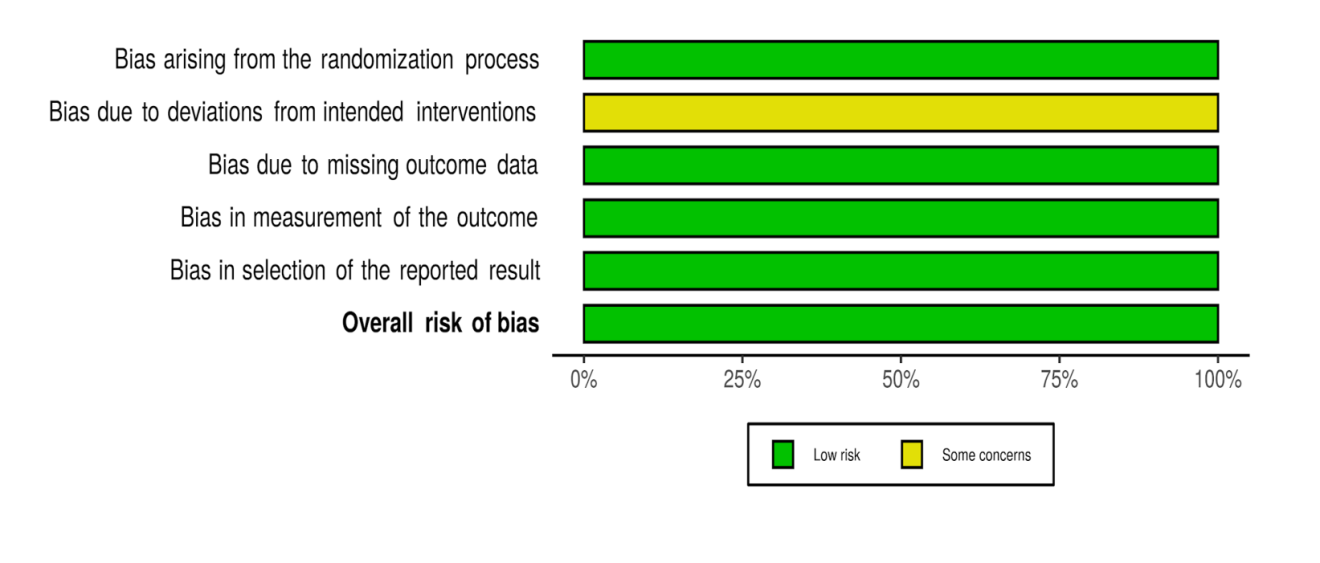 Bias arising from the randomization process
Bias due to deviations from intended interventions
Bias due to missing outcome data
Bias in measurement of the outcome
Bias in selection of the reported result
Overall risk of bias
0% 25% 50% 75% 100%
Low risk Some concerns